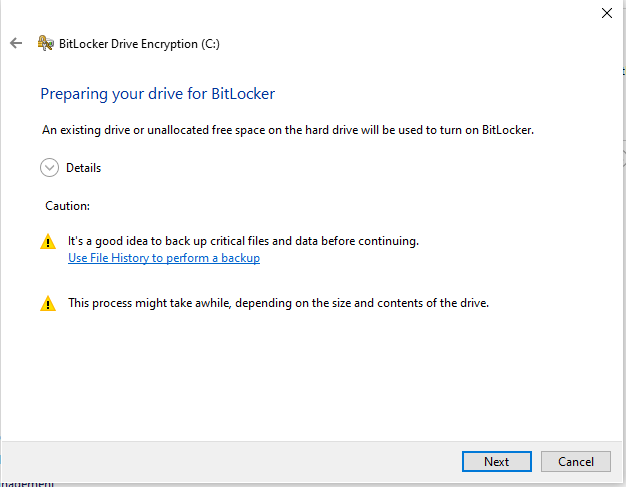 BitLocker Drive Encryption (C:)
Preparing your drive for BitLocker
An existing drive or unallocated free space on the hard drive will be used to turn on BitLocker.
Details
Caution:
It's a good idea to back up critical files and data before continuing.
Use File History to perform a backup
This process might take awhile, depending on the size and contents of the drive.
Next
Cancel